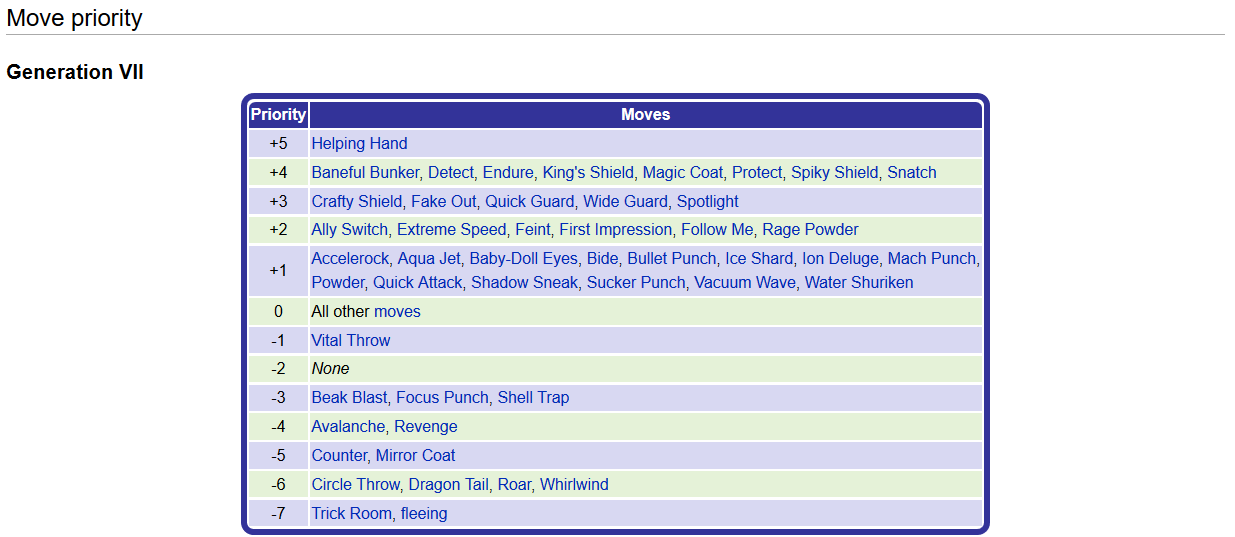 Move priority
Generation VII
Priority Moves
+5 Helping Hand
+4 Baneful Bunker, Detect, Endure, King's Shield, Magic Coat, Protect, Spiky Shield, Snatch
+3 Crafty Shield, Fake Out, Quick Guard, Wide Guard, Spotlight
+2 Ally Switch, Extreme Speed, Feint, First Impression, Follow Me, Rage Powder
+1 Accelerock, Aqua Jet, Baby-Doll Eyes, Bide, Bullet Punch, Ice Shard, Ion Deluge, Mach Punch,
Powder, Quick Attack, Shadow Sneak, Sucker Punch, Vacuum Wave, Water Shuriken
0 All other moves
-1 Vital Throw
-2 None
-3 Beak Blast, Focus Punch, Shell Trap
-4 Avalanche, Revenge
-5 Counter, Mirror Coat
-6 Circle Throw, Dragon Tail, Roar, Whirlwind
-7 Trick Room, fleeing